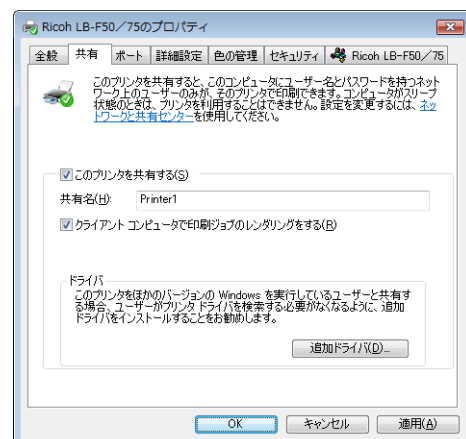 Ricoh LB-F50／75のプロパティ
全般 共有 ポート 詳細設定 色の管理 セキュリティ Ricoh LB-F50／75
このプリンタを共有すると、このコンピュータにユーザー名とパスワードを持つネット
ワーク上のユーザーのみが、そのプリンタで印刷できます。コンピュータがスリープ
状態のときは、プリンタを利用することはできません。設定を変更するには、ネッ
トワークと共有センターを使用してください。
このプリンタを共有する(S)
共有名(H): Printer1
クライアント コンピュータで印刷ジョブのレンダリングをする(R)
ドライバ
このプリンタをほかのバージョンの Windows を実行しているユーザーと共有す
る場合、ユーザーがプリンタ ドライバを検索する必要がなくなるように、追加
ドライバをインストールすることをお勧めします。
追加ドライバ(D)...
OK キャンセル 適用(A)